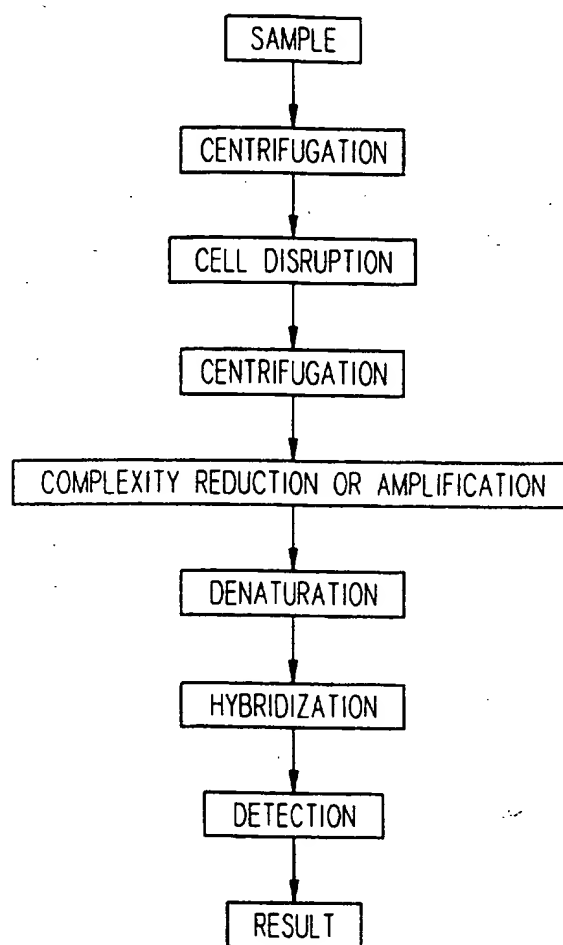 SAMPLE
CENTRIFUGATION
CELL DISRUPTION
CENTRIFUGATION
COMPLEXITY REDUCTION OR AMPLIFICATION
DENATURATION
HYBRIDIZATION
DETECTION
RESULT